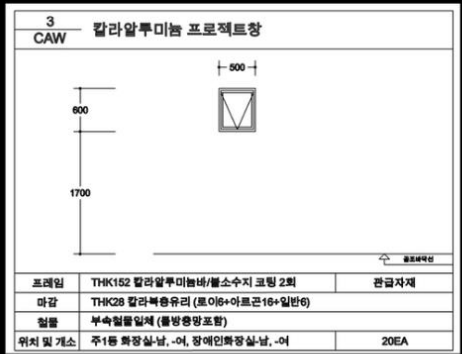 3
CAW
칼라알루미늄 프로젝트창
500
600
1700
골조바닥선
프레임 THK152 칼라알루미늄바/불소수지 코팅 2회 관급자재
마감 THK28 칼라복층유리 (로이6+아르곤16+일반6)
철물 부속철물일체 (롤방충망포함)
위치 및 개소 주1동 화장실-남, -여, 장애인화장실-남, -여 20EA